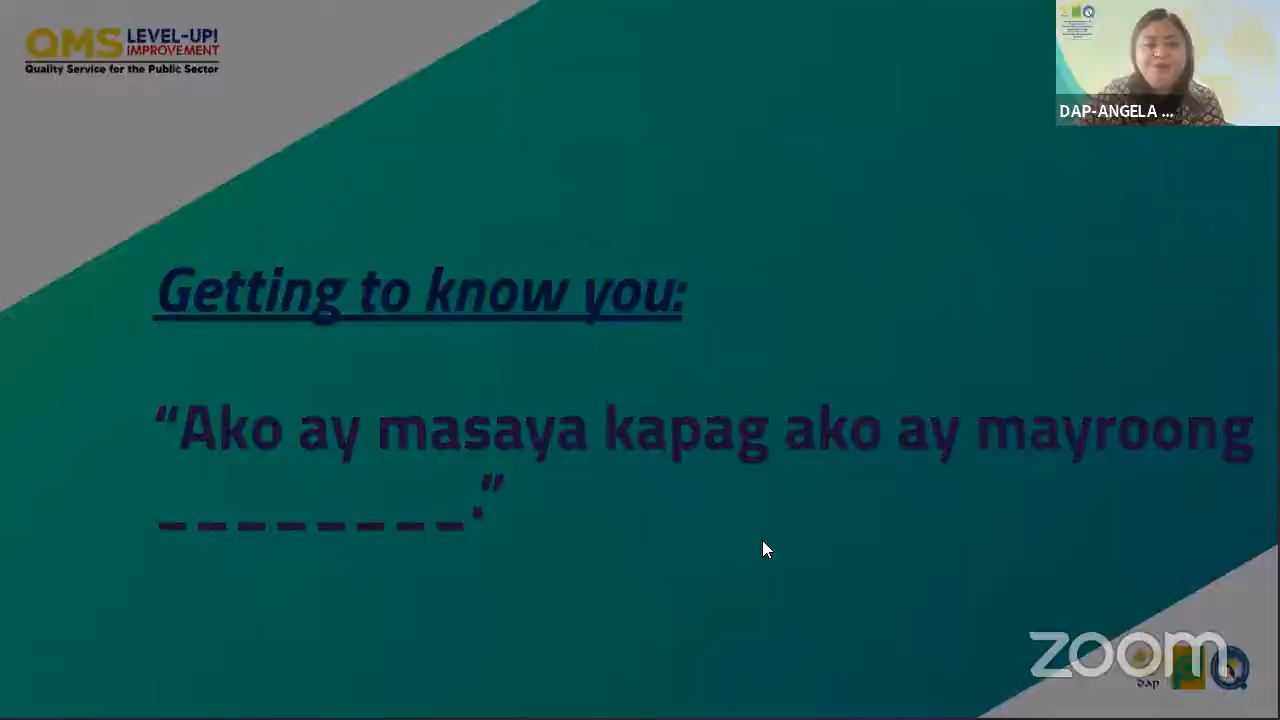 QMS LEVEL-UP!
IMPROVEMENT
Quality Service for the Public Sector
DAP-ANGELA ...
Getting to know you:
“Ako ay masaya kapag ako ay mayroong
_ _ _ _ _ _ _ _.”
zoom
dap